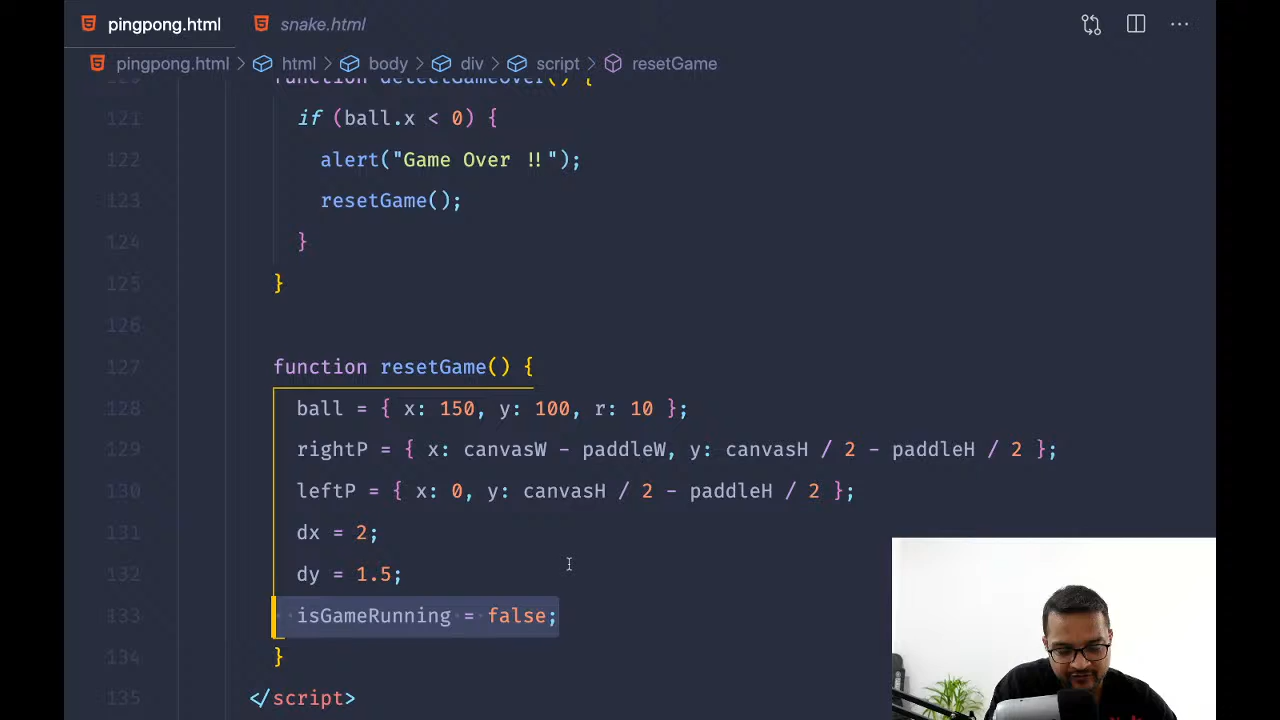 pingpong.html snake.html
pingpong.html > html > body > div > script > resetGame
function detectGameOver() {
121 if (ball.x < 0) {
122 alert("Game Over !!");
123 resetGame();
124 }
125 }
126
127 function resetGame() {
128 ball = { x: 150, y: 100, r: 10 };
129 rightP = { x: canvasW - paddleW, y: canvasH / 2 - paddleH / 2 };
130 leftP = { x: 0, y: canvasH / 2 - paddleH / 2 };
131 dx = 2;
132 dy = 1.5;
133 isGameRunning = false;
134 }
135 </script>